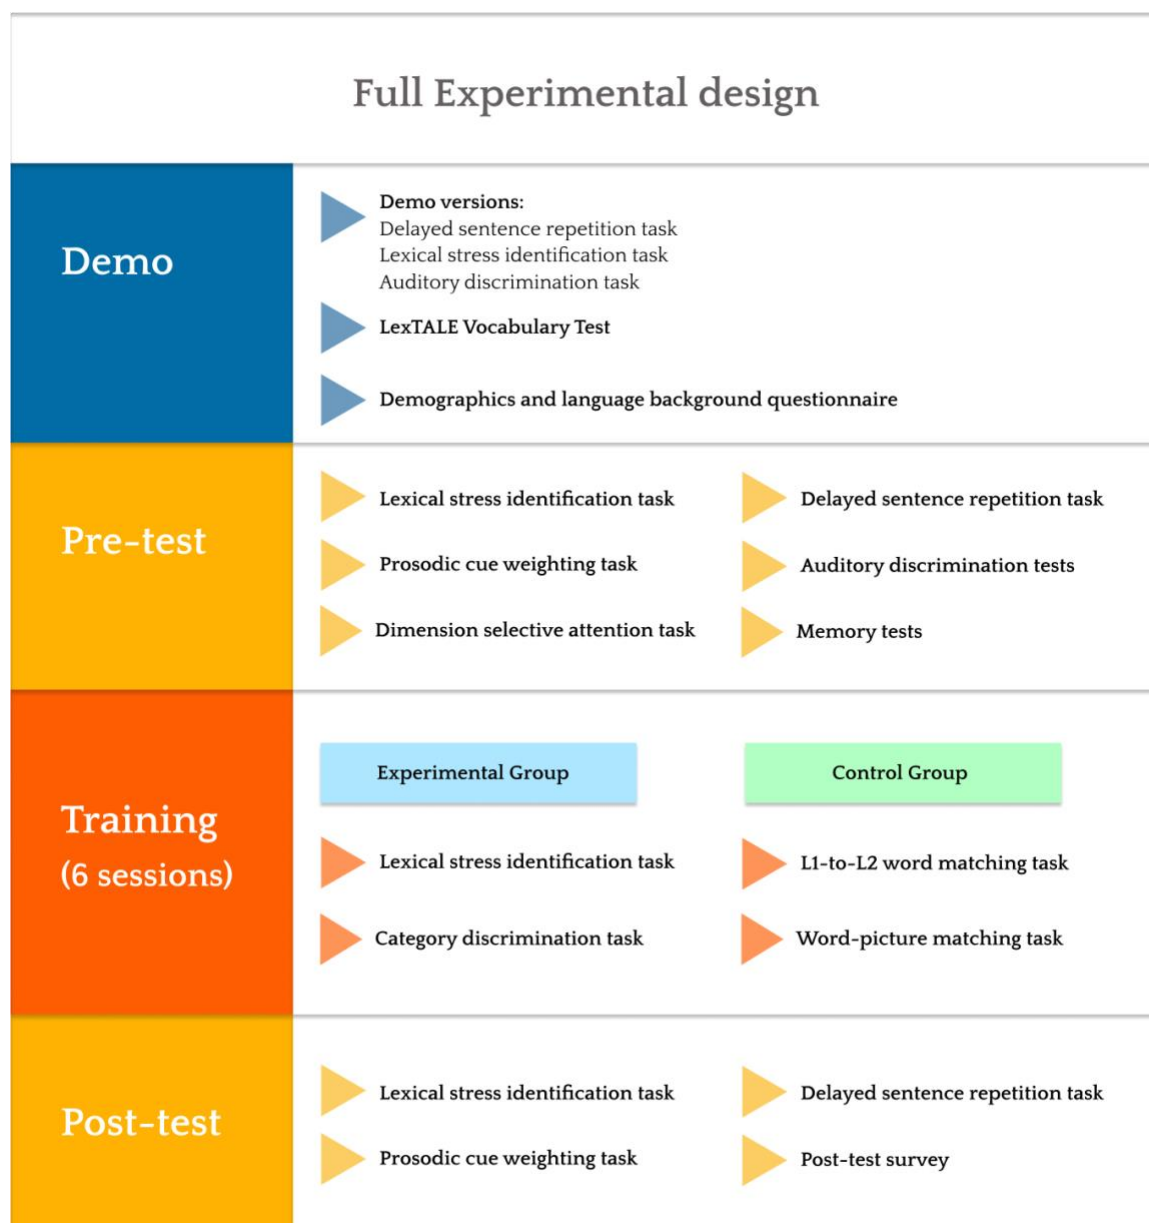 Full Experimental design
Demo
Demo versions:
Delayed sentence repetition task
Lexical stress identification task
Auditory discrimination task
LexTALE Vocabulary Test
Demographics and language background questionnaire
Pre-test
Lexical stress identification task
Delayed sentence repetition task
Prosodic cue weighting task
Auditory discrimination tests
Dimension selective attention task
Memory tests
Training
(6 sessions)
Experimental Group
Control Group
Lexical stress identification task
L1-to-L2 word matching task
Category discrimination task
Word-picture matching task
Post-test
Lexical stress identification task
Delayed sentence repetition task
Prosodic cue weighting task
Post-test survey